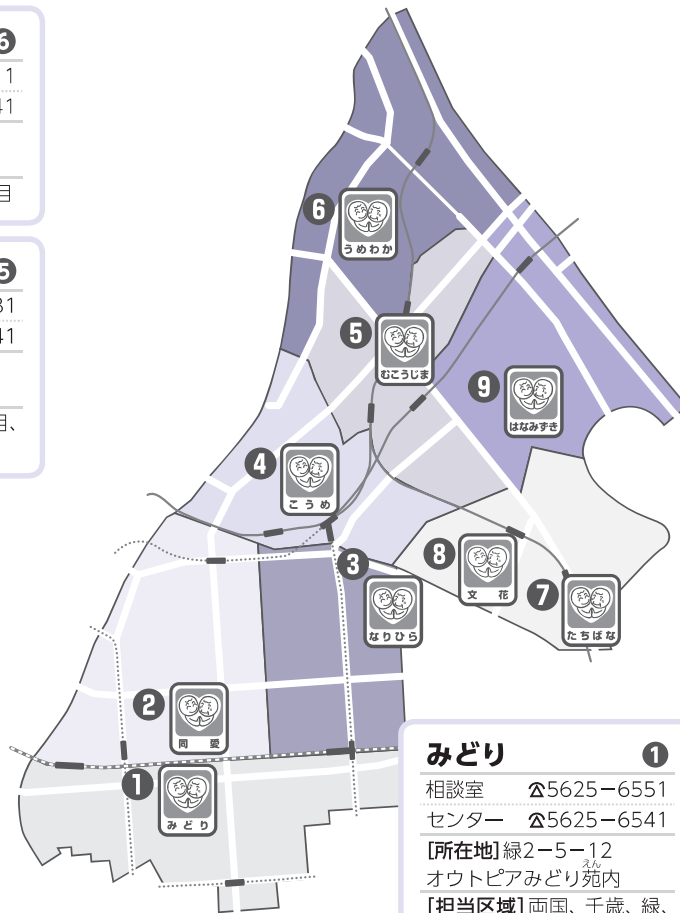 6
1
41
目
5
31
41
目、
6
うめわか
5
むこうじま
9
はなみずき
4
こうめ
3
なりひら
8
文花
7
たちばな
2
同愛
1
みどり
みどり 1
相談室 ☎5625−6551
センター ☎5625−6541
[所在地]緑2−5−12
オウトピアみどり苑内
えん
[担当区域]両国、千歳、緑、